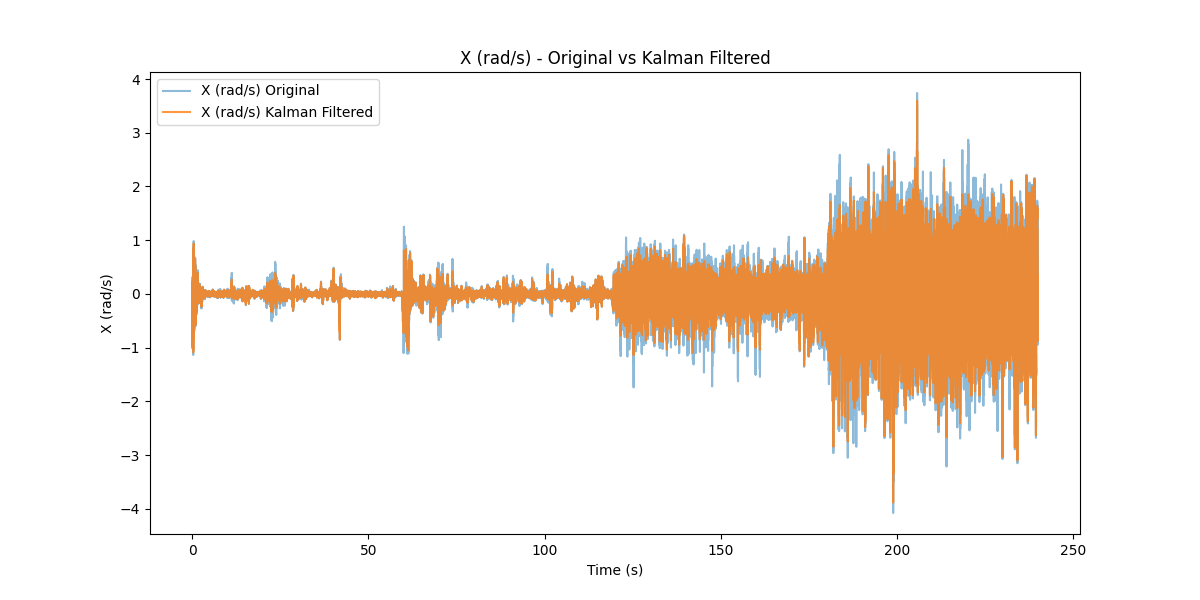 X (rad/s) - Original vs Kalman Filtered
X (rad/s) Original
X (rad/s) Kalman Filtered
4
3
2
1
0
−1
−2
−3
−4
X (rad/s)
0 50 100 150 200 250
Time (s)